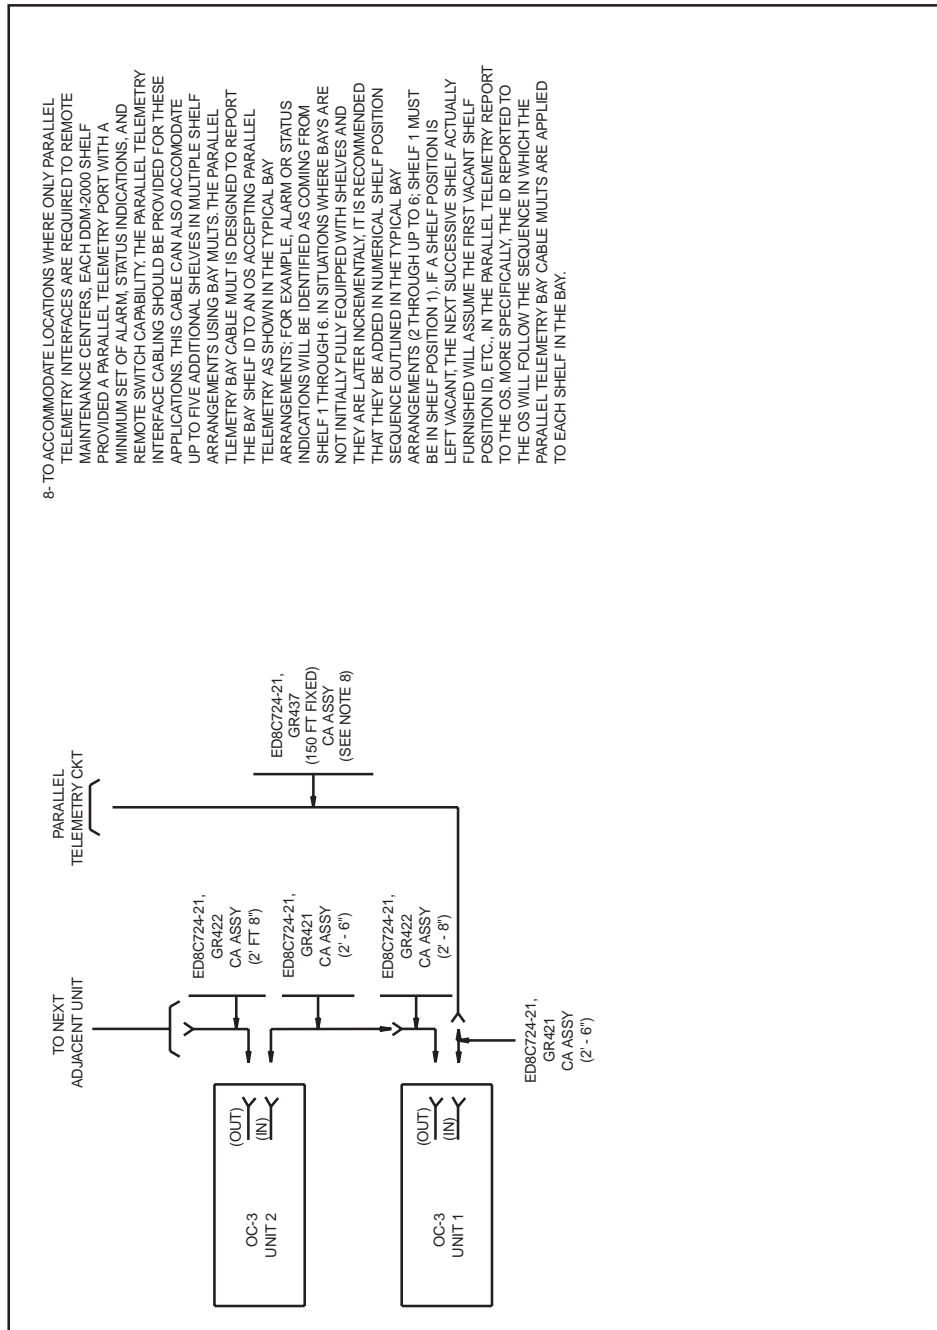 8- TO ACCOMMODATE LOCATIONS WHERE ONLY PARALLEL
TELEMETRY INTERFACES ARE REQUIRED TO REMOTE
MAINTENANCE CENTERS, EACH DDM-2000 SHELF
PROVIDED A PARALLEL TELEMETRY PORT WITH A
MINIMUM SET OF ALARM, STATUS INDICATIONS, AND
REMOTE SWITCH CAPABILITY. THE PARALLEL TELEMETRY
INTERFACE CABLING SHOULD BE PROVIDED FOR THESE
APPLICATIONS. THIS CABLE CAN ALSO ACCOMODATE
UP TO FIVE ADDITIONAL SHELVES IN MULTIPLE SHELF
ARRANGEMENTS USING BAY MULTS. THE PARALLEL
TLEMETRY BAY CABLE MULT IS DESIGNED TO REPORT
THE BAY SHELF ID TO AN OS ACCEPTING PARALLEL
TELEMETRY AS SHOWN IN THE TYPICAL BAY
ARRANGEMENTS; FOR EXAMPLE, ALARM OR STATUS
INDICATIONS WILL BE IDENTIFIED AS COMING FROM
SHELF 1 THROUGH 6. IN SITUATIONS WHERE BAYS ARE
NOT INITIALLY FULLY EQUIPPED WITH SHELVES AND
THEY ARE LATER INCREMENTALY, IT IS RECOMMENDED
THAT THEY BE ADDED IN NUMERICAL SHELF POSITION
SEQUENCE OUTLINED IN THE TYPICAL BAY
ARRANGEMENTS (2 THROUGH UP TO 6; SHELF 1 MUST
BE IN SHELF POSITION 1). IF A SHELF POSITION IS
LEFT VACANT, THE NEXT SUCCESSIVE SHELF ACTUALLY
FURNISHED WILL ASSUME THE FIRST VACANT SHELF
POSITION ID, ETC., IN THE PARALLEL TELEMETRY REPORT
TO THE OS. MORE SPECIFICALLY, THE ID REPORTED TO
THE OS WILL FOLLOW THE SEQUENCE IN WHICH THE
PARALLEL TELEMETRY BAY CABLE MULTS ARE APPLIED
TO EACH SHELF IN THE BAY.
PARALLEL
TELEMETRY CKT
ED8C724-21,
GR437
(150 FT FIXED)
CA ASSY
(SEE NOTE 8)
TO NEXT
ADJACENT UNIT
ED8C724-21,
GR422
CA ASSY
(2' FT 8")
ED8C724-21,
GR421
CA ASSY
(2' - 6")
ED8C724-21,
GR422
CA ASSY
(2' - 8")
ED8C724-21,
GR421
CA ASSY
(2' - 6")
(OUT)
(IN)
OC-3
UNIT 2
(OUT)
(IN)
OC-3
UNIT 1